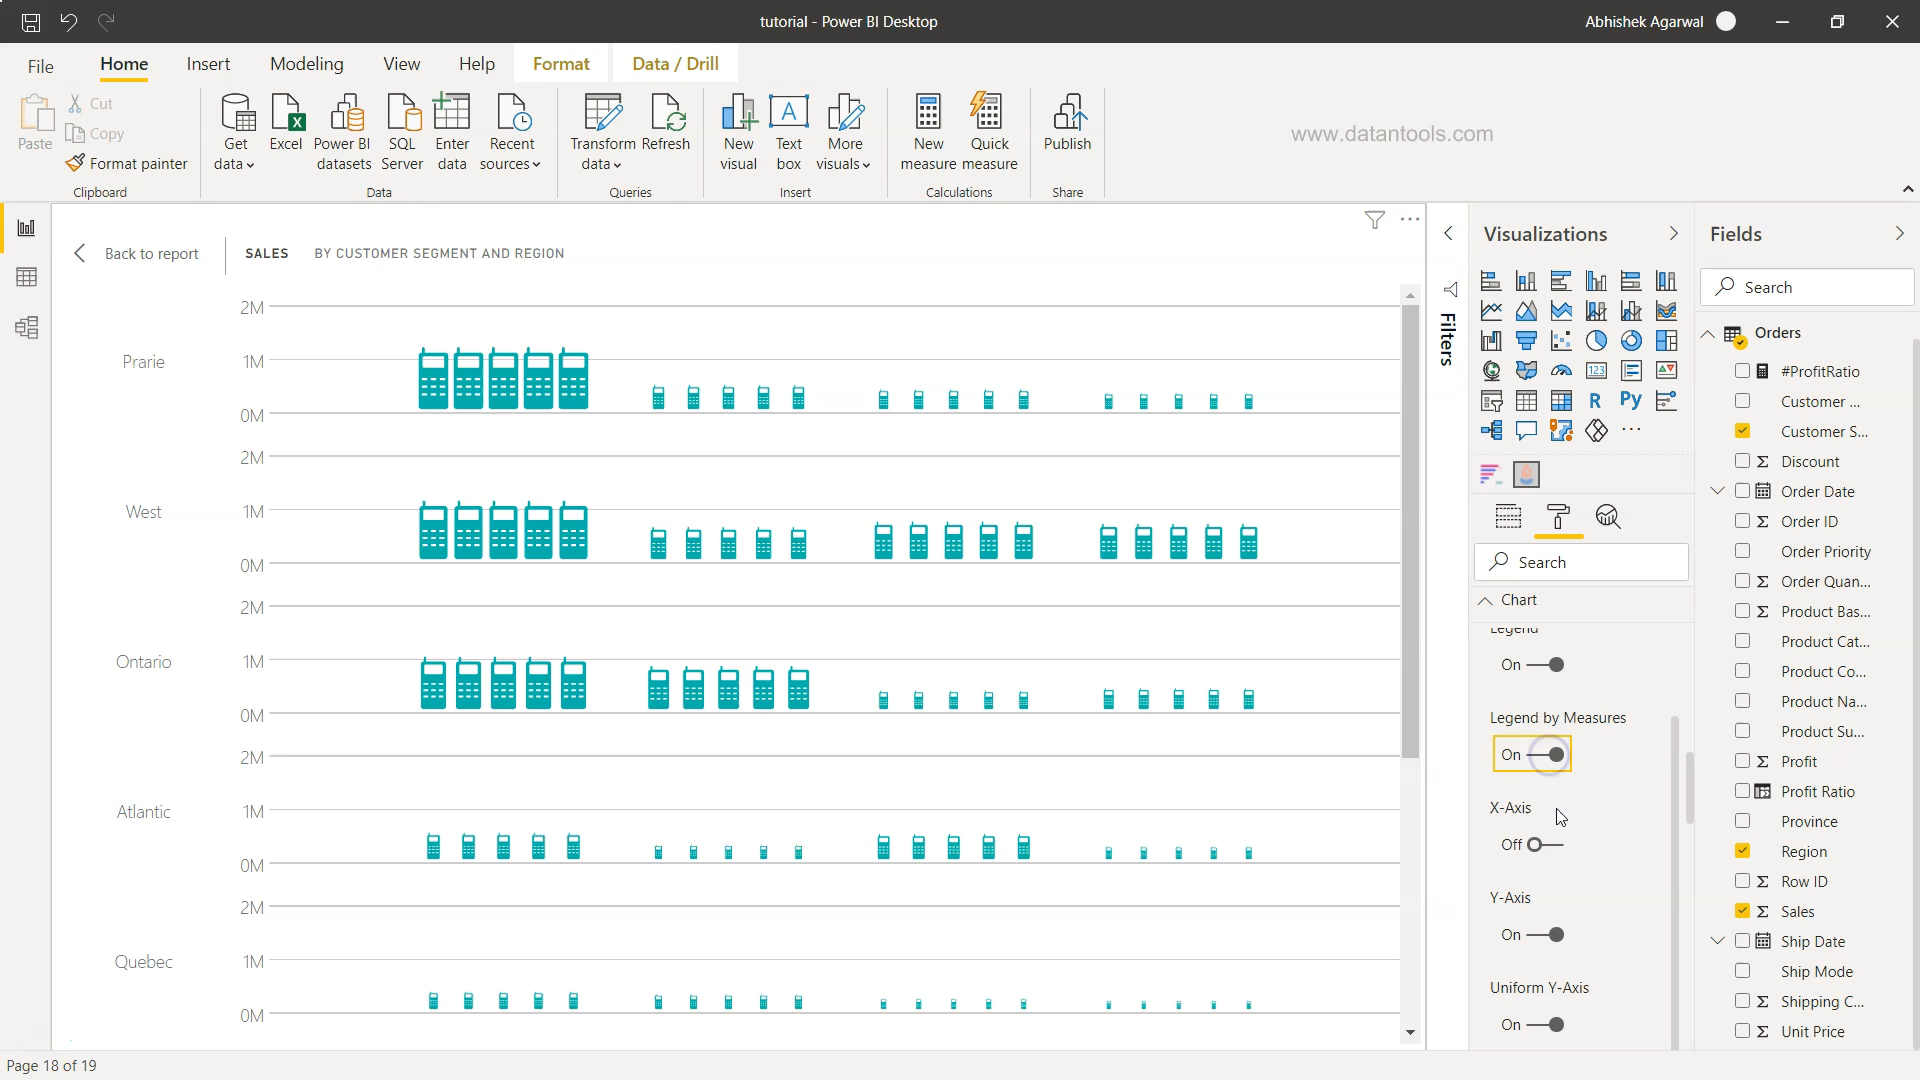 tutorial - Power BI Desktop
Abhishek Agarwal
File
Home
Insert
Modeling
View
Help
Format
Data / Drill
Paste
Cut
Copy
Format painter
Clipboard
Get data
Excel
Power BI datasets
SQL Server
Enter data
Recent sources
Data
Transform data
Refresh
Queries
New visual
Text box
More visuals
Insert
New measure
Quick measure
Calculations
Publish
Share
www.datantools.com
Back to report
SALES
BY CUSTOMER SEGMENT AND REGION
2M
Prarie
1M
0M
2M
West
1M
0M
2M
Ontario
1M
0M
2M
Atlantic
1M
0M
2M
Quebec
1M
0M
Filters
Visualizations
123
R
Py
Search
Chart
Legend
On
Legend by Measures
On
X-Axis
Off
Y-Axis
On
Uniform Y-Axis
On
Fields
Search
Orders
#ProfitRatio
Customer ...
Customer S...
Discount
Order Date
Order ID
Order Priority
Order Quan...
Product Bas...
Product Cat...
Product Co...
Product Na...
Product Su...
Profit
Profit Ratio
Province
Region
Row ID
Sales
Ship Date
Ship Mode
Shipping C...
Unit Price
Page 18 of 19